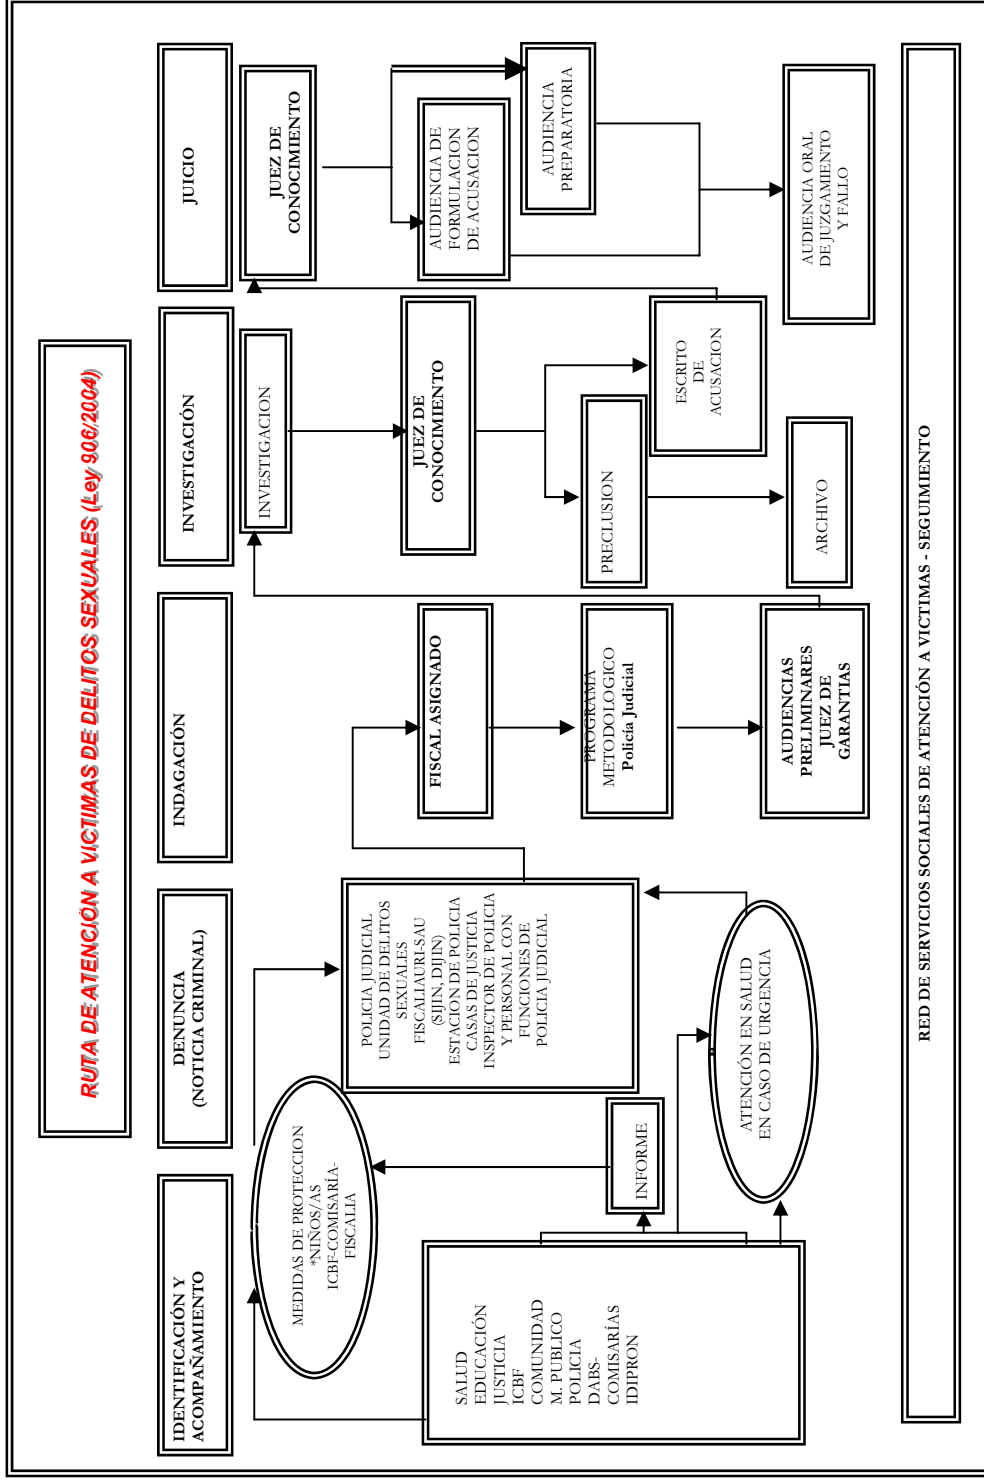 RUTA DE ATENCIÓN A VICTIMAS DE DELITOS SEXUALES (Ley 906/2004)
IDENTIFICACIÓN Y
ACOMPAÑAMIENTO
DENUNCIA
(NOTICIA CRIMINAL)
INDAGACIÓN
INVESTIGACIÓN
JUICIO
MEDIDAS DE PROTECCION
*NIÑOS/AS
ICBF-COMISARÍA-
FISCALIA
SALUD
EDUCACIÓN
JUSTICIA
ICBF
COMUNIDAD
M. PUBLICO
POLICIA
DABS-
COMISARÍAS
IDIPRON
INFORME
ATENCIÓN EN SALUD
EN CASO DE URGENCIA
POLICIA JUDICIAL
UNIDAD DE DELITOS
SEXUALES
FISCALIAURI-SAU
(SIJIN, DIJIN)
ESTACION DE POLICIA
CASAS DE JUSTICIA
INSPECTOR DE POLICIA
Y PERSONAL CON
FUNCIONES DE
POLICIA JUDICIAL
FISCAL ASIGNADO
PROGRAMA
METODOLOGICO
Policía Judicial
AUDIENCIAS
PRELIMINARES
JUEZ DE
GARANTIAS
INVESTIGACION
JUEZ DE
CONOCIMIENTO
PRECLUSION
ESCRITO
DE
ACUSACION
ARCHIVO
JUEZ DE
CONOCIMIENTO
AUDIENCIA DE
FORMULACION
DE ACUSACION
AUDIENCIA
PREPARATORIA
AUDIENCIA ORAL
DE JUZGAMIENTO
Y FALLO
RED DE SERVICIOS SOCIALES DE ATENCIÓN A VICTIMAS - SEGUIMIENTO